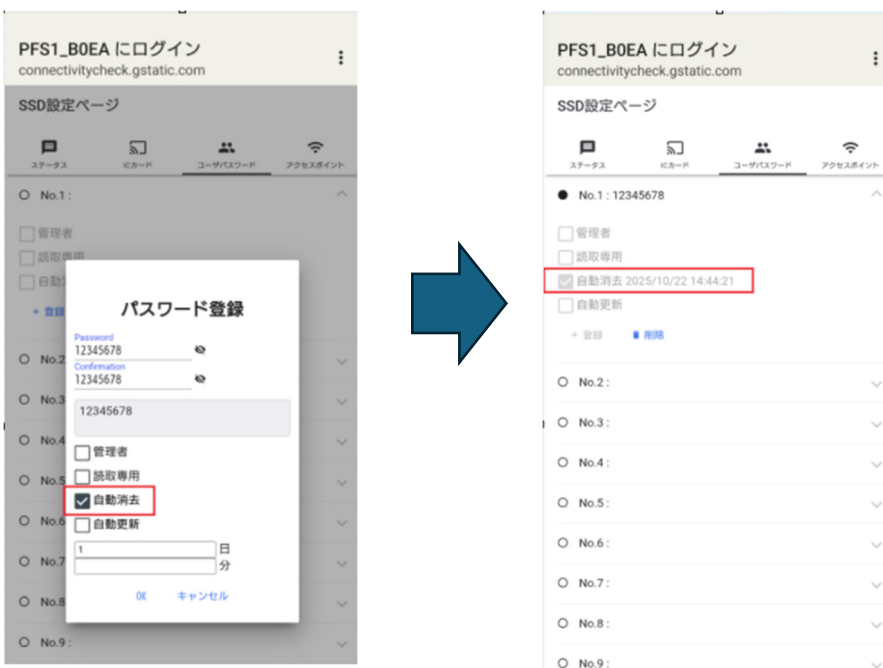 PFS1_B0EA にログイン
connectivitycheck.gstatic.com
SSD設定ページ
ステータス
ICカード
ユーザパスワード
アクセスポイント
No.1 :
管理者
読取専用
自動
+ 登録
No.2
No.3
No.4
No.5
No.6
No.7
No.8
No.9 :
パスワード登録
Password
12345678
Confirmation
12345678
12345678
管理者
読取専用
自動消去
自動更新
1 日
分
OK キャンセル
PFS1_B0EA にログイン
connectivitycheck.gstatic.com
SSD設定ページ
ステータス
ICカード
ユーザパスワード
アクセスポイント
No.1 : 12345678
管理者
読取専用
自動消去 2025/10/22 14:44:21
自動更新
+ 登録 削除
No.2 :
No.3 :
No.4 :
No.5 :
No.6 :
No.7 :
No.8 :
No.9 :